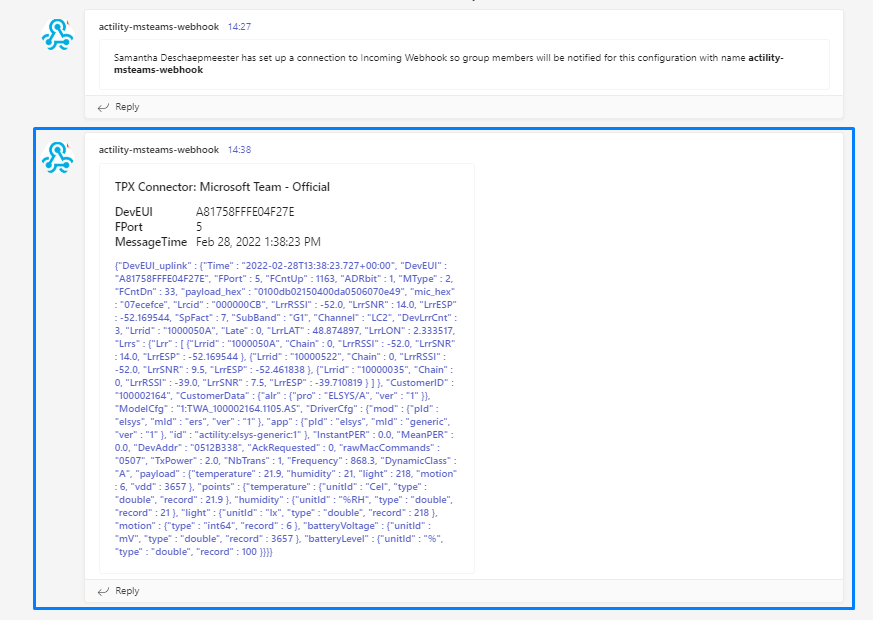 actility-msteams-webhook 14:27
Samantha Deschaepmeester has set up a connection to Incoming Webhook so group members will be notified for this configuration with name actility-
msteams-webhook
Reply
actility-msteams-webhook 14:38
TPX Connector: Microsoft Team - Official
DevEUI A81758FFFE04F27E
FPort 5
MessageTime Feb 28, 2022 1:38:23 PM
{"DevEUI_uplink" : {"Time" : "2022-02-28T13:38:23.727+00:00", "DevEUI" :
"A81758FFFE04F27E", "FPort" : 5, "FCntUp" : 1163, "ADRbit" : 1, "MType" : 2,
"FCntDn" : 33, "payload_hex" : "0100db02150400da0506070e49", "mic_hex"
: "07ecefce", "Lrcid" : "000000CB", "LrrRSSI" : -52.0, "LrrSNR" : 14.0, "LrrESP"
: -52.169544, "SpFact" : 7, "SubBand" : "G1", "Channel" : "LC2", "DevLrrCnt" :
3, "Lrrid" : "1000050A", "Late" : 0, "LrrLAT" : 48.874897, "LrrLON" : 2.333517,
"Lrrs" : {"Lrr" : [ {"Lrrid" : "1000050A", "Chain" : 0, "LrrRSSI" : -52.0, "LrrSNR" :
14.0, "LrrESP" : -52.169544 }, {"Lrrid" : "10000522", "Chain" : 0, "LrrRSSI" :
-52.0, "LrrSNR" : 9.5, "LrrESP" : -52.461838 }, {"Lrrid" : "10000035", "Chain" :
0, "LrrRSSI" : -39.0, "LrrSNR" : 7.5, "LrrESP" : -39.710819 } ] }, "CustomerID" :
"100002164", "CustomerData" : {"alr" : {"pro" : "ELSYS/A", "ver" : "1" }},
"ModelCfg" : "1:TWA_100002164.1105.AS", "DriverCfg" : {"mod" : {"pId" :
"elsys", "mId" : "ers", "ver" : "1" }, "app" : {"pId" : "elsys", "mId" : "generic",
"ver" : "1" }, "id" : "actility:elsys-generic:1" }, "InstantPER" : 0.0, "MeanPER" :
0.0, "DevAddr" : "0512B338", "AckRequested" : 0, "rawMacCommands" :
"0507", "TxPower" : 2.0, "NbTrans" : 1, "Frequency" : 868.3, "DynamicClass" :
"A", "payload" : {"temperature" : 21.9, "humidity" : 21, "light" : 218, "motion"
: 6, "vdd" : 3657 }, "points" : {"temperature" : {"unitId" : "Cel", "type" :
"double", "record" : 21.9 }, "humidity" : {"unitId" : "%RH", "type" : "double",
"record" : 21 }, "light" : {"unitId" : "lx", "type" : "double", "record" : 218 },
"motion" : {"type" : "int64", "record" : 6 }, "batteryVoltage" : {"unitId" :
"mV", "type" : "double", "record" : 3657 }, "batteryLevel" : {"unitId" : "%",
"type" : "double", "record" : 100 }}}}
Reply